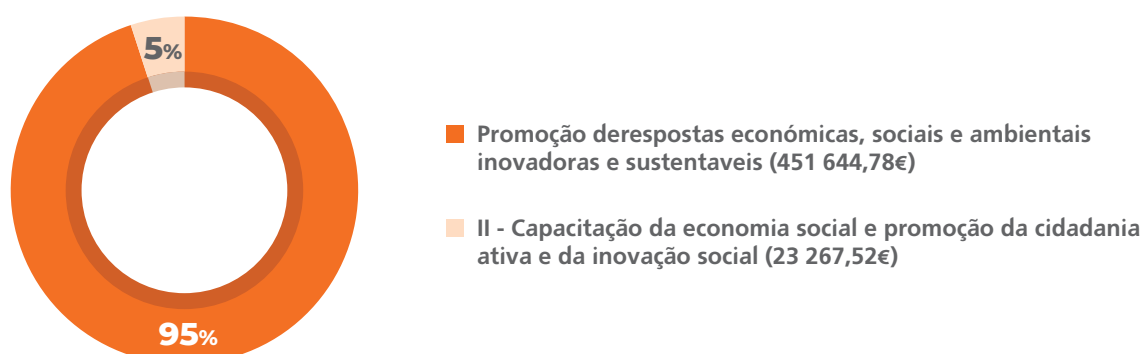 5%
95%
Promoção derespostas económicas, sociais e ambientais
inovadoras e sustentaveis (451 644,78€)
II - Capacitação da economia social e promoção da cidadania
ativa e da inovação social (23 267,52€)